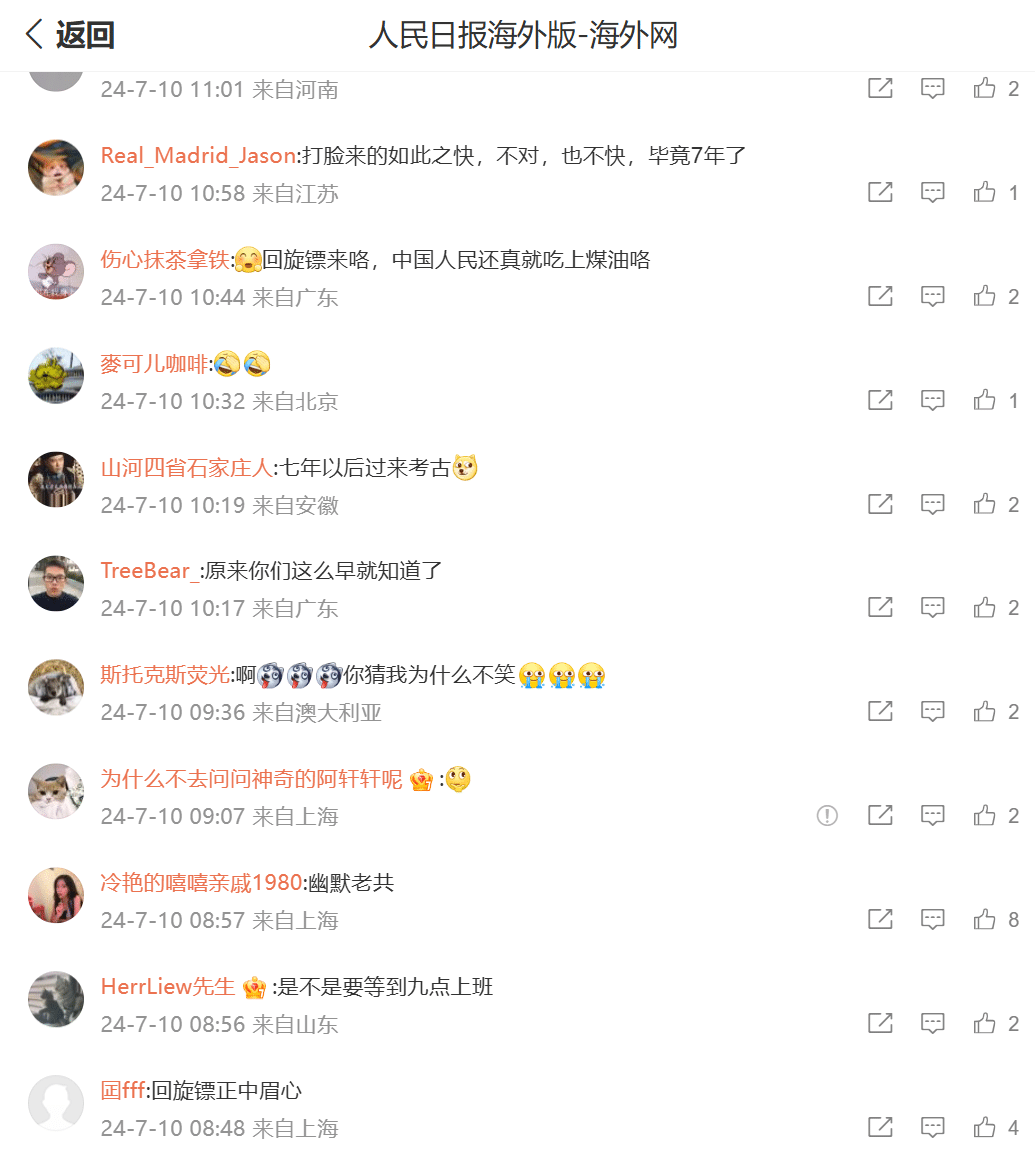 返回
人民日报海外版-海外网
24-7-10 11:01 来自河南
2
Real_Madrid_Jason:打脸来的如此之快，不对，也不快，毕竟7年了
24-7-10 10:58 来自江苏
1
伤心抹茶拿铁:回旋镖来咯，中国人民还真就吃上煤油咯
24-7-10 10:44 来自广东
2
麥可儿咖啡:
24-7-10 10:32 来自北京
1
山河四省石家庄人:七年以后过来考古
24-7-10 10:19 来自安徽
2
TreeBear_:原来你们这么早就知道了
24-7-10 10:17 来自广东
2
斯托克斯荧光:啊你猜我为什么不笑
24-7-10 09:36 来自澳大利亚
2
为什么不去问问神奇的阿轩轩呢 :
24-7-10 09:07 来自上海
2
冷艳的嘻嘻亲戚1980:幽默老共
24-7-10 08:57 来自上海
8
HerrLiew先生 :是不是要等到九点上班
24-7-10 08:56 来自山东
2
囯fff:回旋镖正中眉心
24-7-10 08:48 来自上海
4